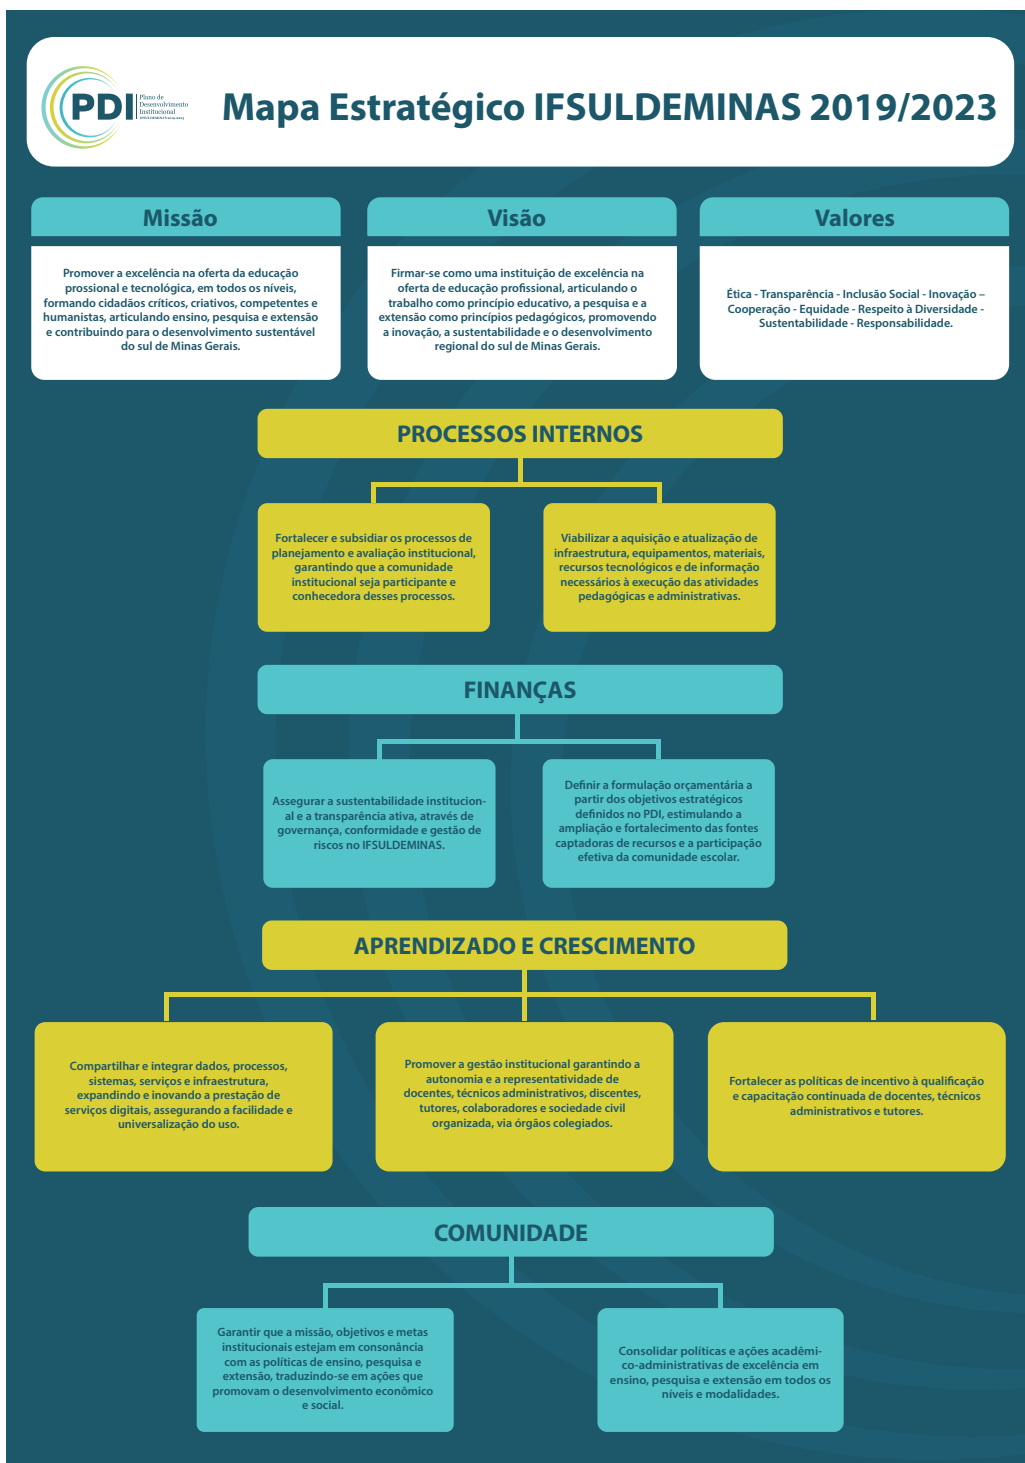 PDI
Plano de
Desenvolvimento
Institucional
Mapa Estratégico IFSULDEMINAS 2019/2023
Missão
Promover a excelência na oferta da educação
prossional e tecnológica, em todos os níveis,
formando cidadãos críticos, criativos, competentes e
humanistas, articulando ensino, pesquisa e extensão
e contribuindo para o desenvolvimento sustentável
do sul de Minas Gerais.
Visão
Firmar-se como uma instituição de excelência na
oferta de educação profissional, articulando o
trabalho como princípio educativo, a pesquisa e a
extensão como princípios pedagógicos, promovendo
a inovação, a sustentabilidade e o desenvolvimento
regional do sul de Minas Gerais.
Valores
Ética - Transparência - Inclusão Social - Inovação –
Cooperação - Equidade - Respeito à Diversidade -
Sustentabilidade - Responsabilidade.
PROCESSOS INTERNOS
Fortalecer e subsidiar os processos de
planejamento e avaliação institucional,
garantindo que a comunidade
institucional seja participante e
conhecedora desses processos.
Viabilizar a aquisição e atualização de
infraestrutura, equipamentos, materiais,
recursos tecnológicos e de informação
necessários à execução das atividades
pedagógicas e administrativas.
FINANÇAS
Assegurar a sustentabilidade institucion-
al e a transparência ativa, através de
governança, conformidade e gestão de
riscos no IFSULDEMINAS.
Definir a formulação orçamentária a
partir dos objetivos estratégicos
definidos no PDI, estimulando a
ampliação e fortalecimento das fontes
captadoras de recursos e a participação
efetiva da comunidade escolar.
APRENDIZADO E CRESCIMENTO
Compartilhar e integrar dados, processos,
sistemas, serviços e infraestrutura,
expandindo e inovando a prestação de
serviços digitais, assegurando a facilidade e
universalização do uso.
Promover a gestão institucional garantindo a
autonomia e a representatividade de
docentes, técnicos administrativos, discentes,
tutores, colaboradores e sociedade civil
organizada, via órgãos colegiados.
Fortalecer as políticas de incentivo à qualificação
e capacitação continuada de docentes, técnicos
administrativos e tutores.
COMUNIDADE
Garantir que a missão, objetivos e metas
institucionais estejam em consonância
com as políticas de ensino, pesquisa e
extensão, traduzindo-se em ações que
promovam o desenvolvimento econômico
e social.
Consolidar políticas e ações acadêmi-
co-administrativas de excelência em
ensino, pesquisa e extensão em todos os
níveis e modalidades.